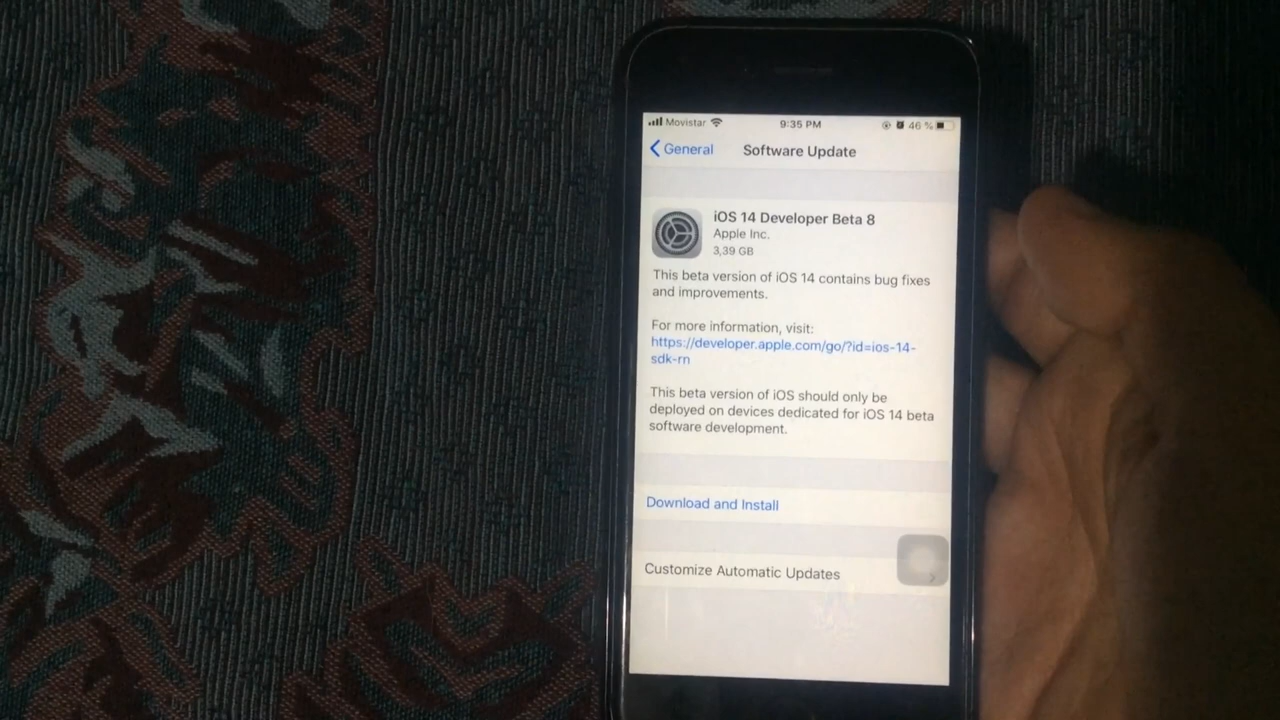 Movistar 9:35 PM 46 %
General Software Update
iOS 14 Developer Beta 8
Apple Inc.
3,39 GB
This beta version of iOS 14 contains bug fixes
and improvements.
For more information, visit:
https://developer.apple.com/go/?id=ios-14-
sdk-rn
This beta version of iOS should only be
deployed on devices dedicated for iOS 14 beta
software development.
Download and Install
Customize Automatic Updates